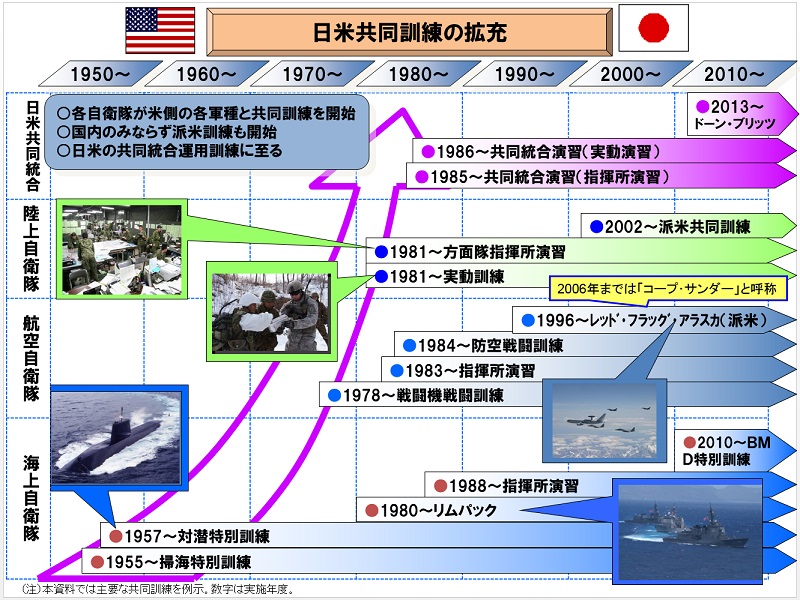 日米共同訓練の拡充
1950～ 1960～ 1970～ 1980～ 1990～ 2000～ 2010～
○各自衛隊が米側の各軍種と共同訓練を開始
○国内のみならず派米訓練も開始
○日米の共同統合運用訓練に至る
日米共同統合
●2013～
ドーン・ブリッツ
●1986～共同統合演習(実動演習)
●1985～共同統合演習(指揮所演習)
陸上自衛隊
●2002～派米共同訓練
●1981～方面隊指揮所演習
●1981～実動訓練
航空自衛隊
2006年までは「コープ・サンダー」と呼称
●1996～レッド・フラッグ・アラスカ(派米)
●1984～防空戦闘訓練
●1983～指揮所演習
●1978～戦闘機戦闘訓練
海上自衛隊
●2010～BM
D特別訓練
●1988～指揮所演習
●1980～リムパック
●1957～対潜特別訓練
●1955～掃海特別訓練
(注)本資料では主要な共同訓練を例示。数字は実施年度。